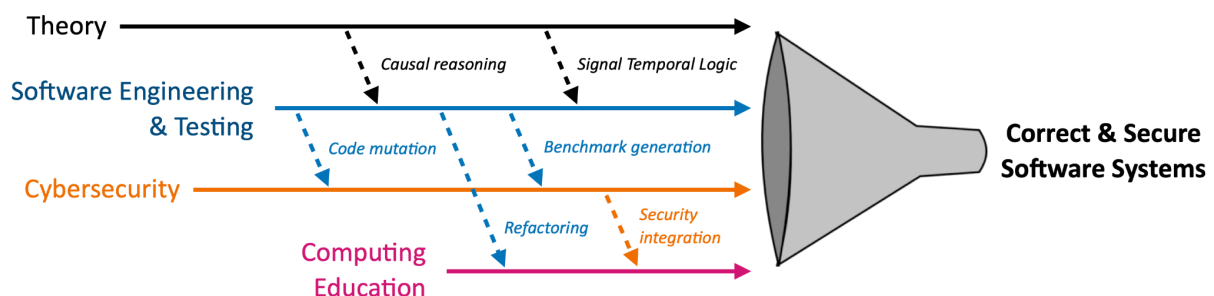 Theory
Causal reasoning
Signal Temporal Logic
Software Engineering
& Testing
Code mutation
Benchmark generation
Correct & Secure
Software Systems
Cybersecurity
Refactoring
Security
integration
Computing
Education